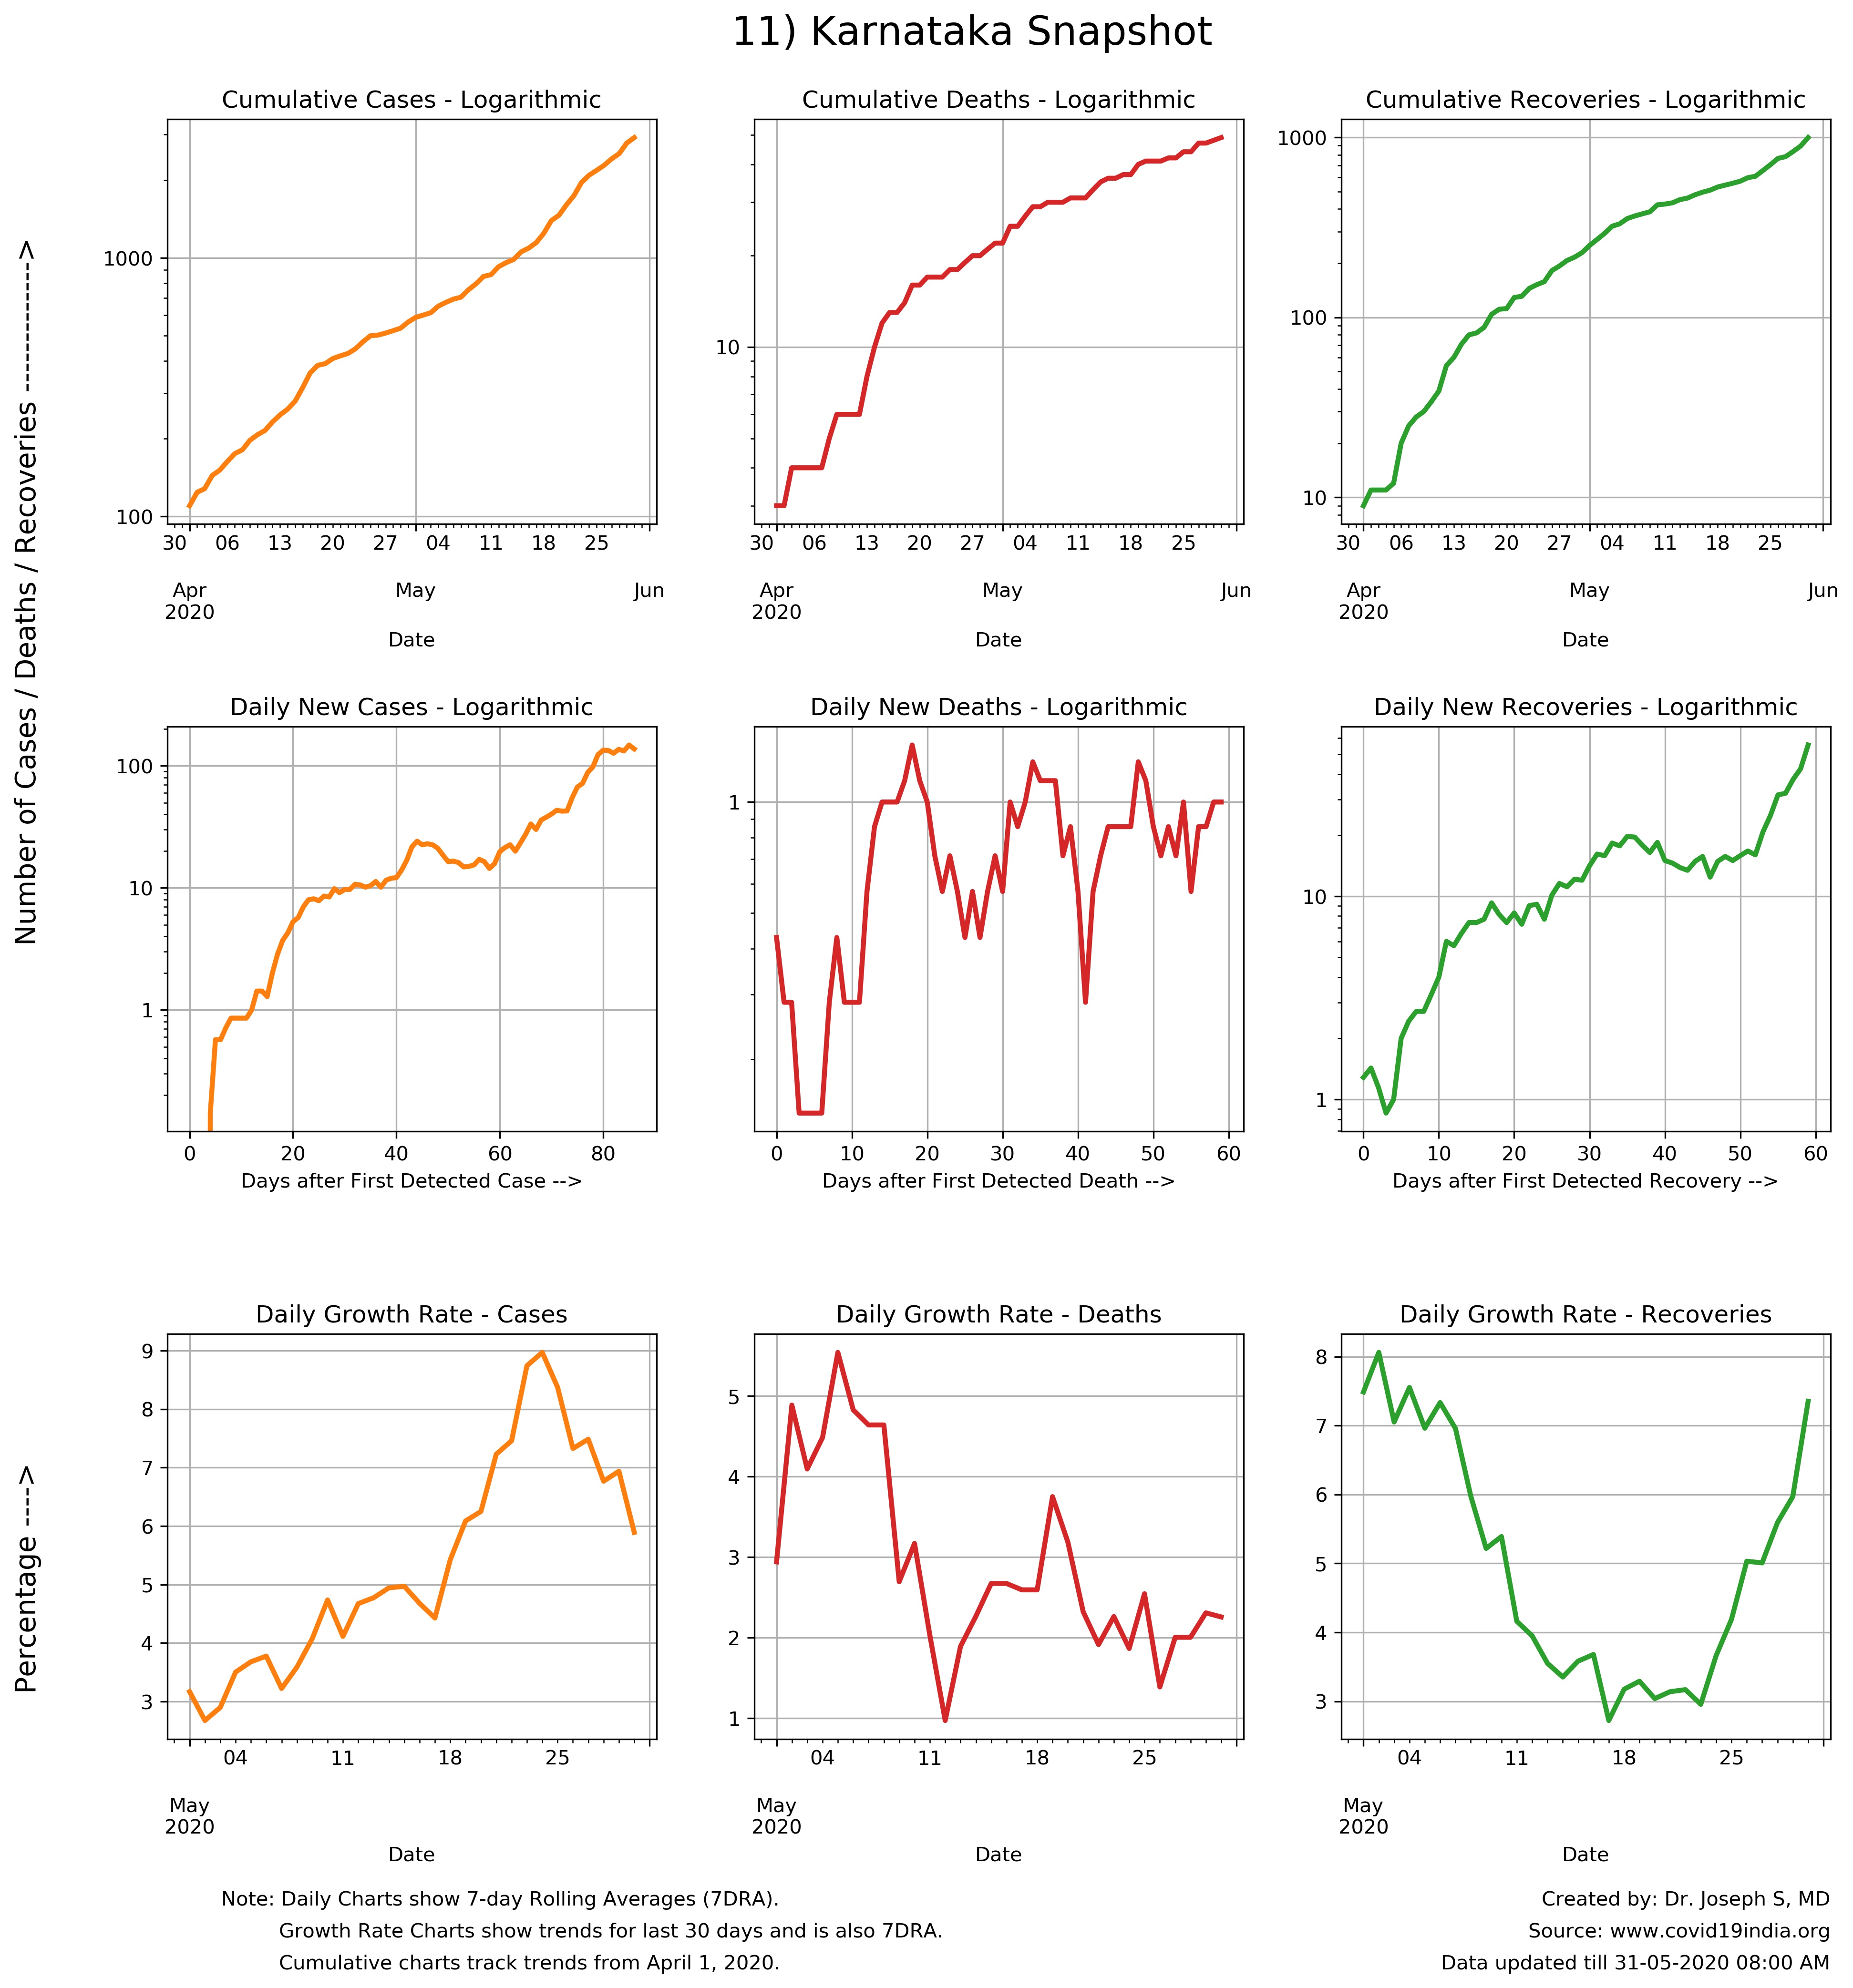 11) Karnataka Snapshot
Number of Cases / Deaths / Recoveries --------------->
Cumulative Cases - Logarithmic
1000
100
30 06 13 20 27 04 11 18 25
Apr May Jun
2020
Date
Cumulative Deaths - Logarithmic
10
30 06 13 20 27 04 11 18 25
Apr May Jun
2020
Date
Cumulative Recoveries - Logarithmic
1000
100
10
30 06 13 20 27 04 11 18 25
Apr May Jun
2020
Date
Daily New Cases - Logarithmic
100
10
1
0 20 40 60 80
Days after First Detected Case -->
Daily New Deaths - Logarithmic
1
0 10 20 30 40 50 60
Days after First Detected Death -->
Daily New Recoveries - Logarithmic
10
1
0 10 20 30 40 50 60
Days after First Detected Recovery -->
Percentage ----->
Daily Growth Rate - Cases
9
8
7
6
5
4
3
04 11 18 25
May
2020
Date
Daily Growth Rate - Deaths
5
4
3
2
1
04 11 18 25
May
2020
Date
Daily Growth Rate - Recoveries
8
7
6
5
4
3
04 11 18 25
May
2020
Date
Note: Daily Charts show 7-day Rolling Averages (7DRA).
Growth Rate Charts show trends for last 30 days and is also 7DRA.
Cumulative charts track trends from April 1, 2020.
Created by: Dr. Joseph S, MD
Source: www.covid19india.org
Data updated till 31-05-2020 08:00 AM